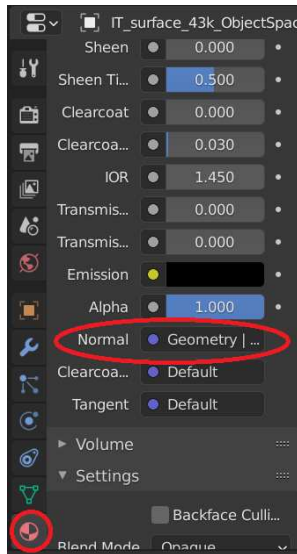 IT_surface_43k_ObjectSpac
Sheen 0.000
Sheen Ti... 0.500
Clearcoat 0.000
Clearcoa... 0.030
IOR 1.450
Transmis... 0.000
Transmis... 0.000
Emission
Alpha 1.000
Normal Geometry | ...
Clearcoa... Default
Tangent Default
Volume
Settings
Backface Culli...
Blend Mode Opaque